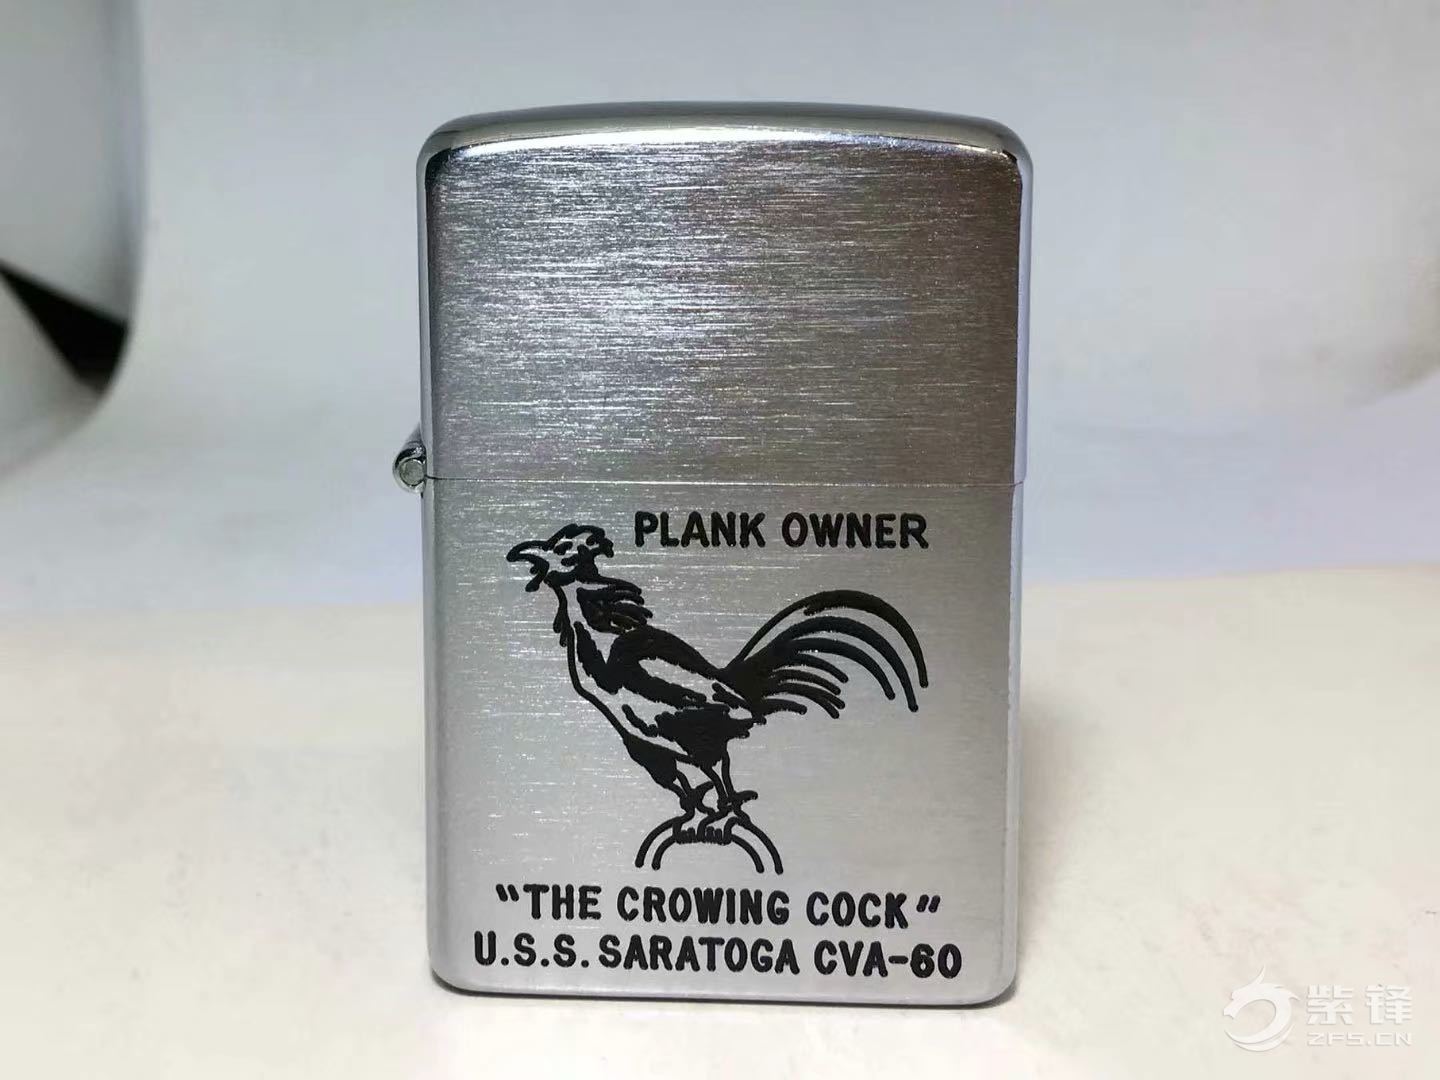 PLANK OWNER
"THE CROWING COCK"
U.S.S. SARATOGA CVA-60
紫锋
ZFS.CN